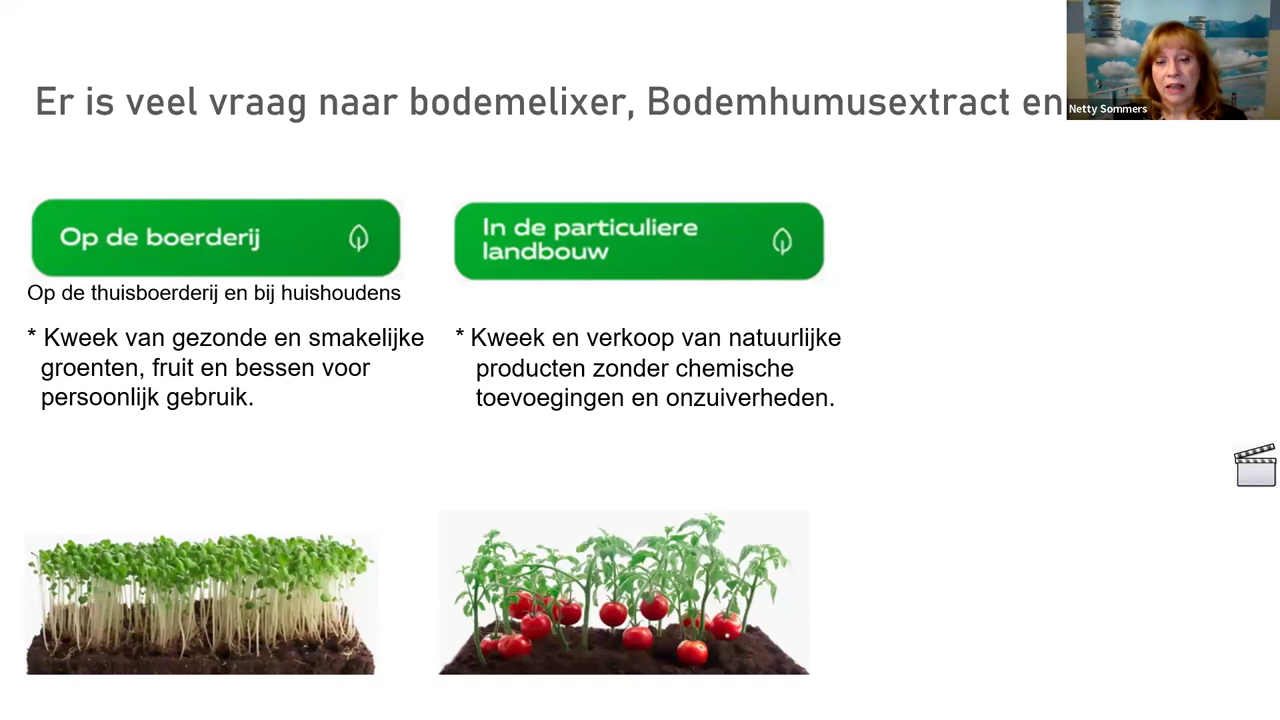 Er is veel vraag naar bodemelixer, Bodemhumusextract en
Netty Sommers
Op de boerderij
Op de thuisboerderij en bij huishoudens
* Kweek van gezonde en smakelijke
groenten, fruit en bessen voor
persoonlijk gebruik.
In de particuliere
landbouw
* Kweek en verkoop van natuurlijke
producten zonder chemische
toevoegingen en onzuiverheden.